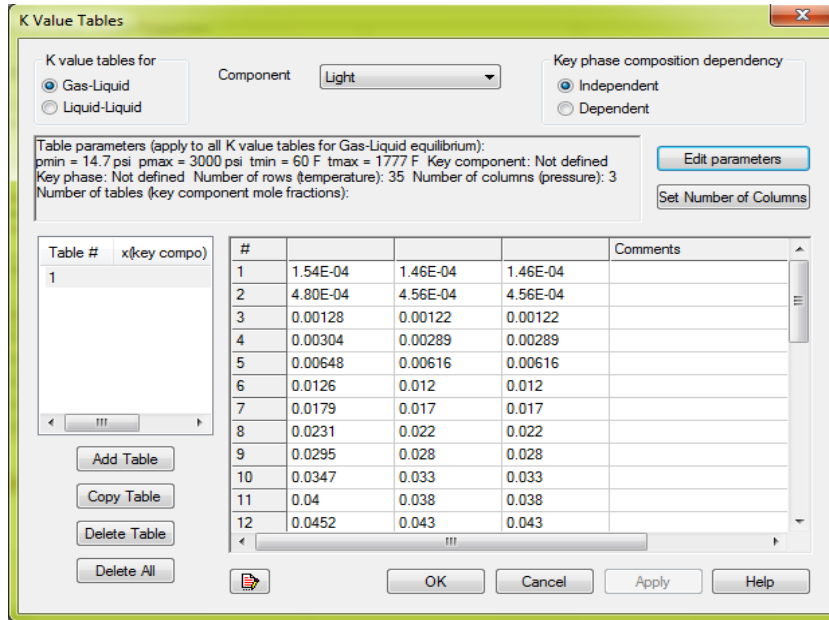 K Value Tables
K value tables for
Gas-Liquid
Liquid-Liquid
Component Light
Key phase composition dependency
Independent
Dependent
Table parameters (apply to all K value tables for Gas-Liquid equilibrium):
pmin = 14.7 psi pmax = 3000 psi tmin = 60 F tmax = 1777 F Key component: Not defined
Key phase: Not defined Number of rows (temperature): 35 Number of columns (pressure): 3
Number of tables (key component mole fractions):
Edit parameters
Set Number of Columns
Table # x(key compo)
1
# Comments
1 1.54E-04 1.46E-04 1.46E-04
2 4.80E-04 4.56E-04 4.56E-04
3 0.00128 0.00122 0.00122
4 0.00304 0.00289 0.00289
5 0.00648 0.00616 0.00616
6 0.0126 0.012 0.012
7 0.0179 0.017 0.017
8 0.0231 0.022 0.022
9 0.0295 0.028 0.028
10 0.0347 0.033 0.033
11 0.04 0.038 0.038
12 0.0452 0.043 0.043
Add Table
Copy Table
Delete Table
Delete All
OK Cancel Apply Help